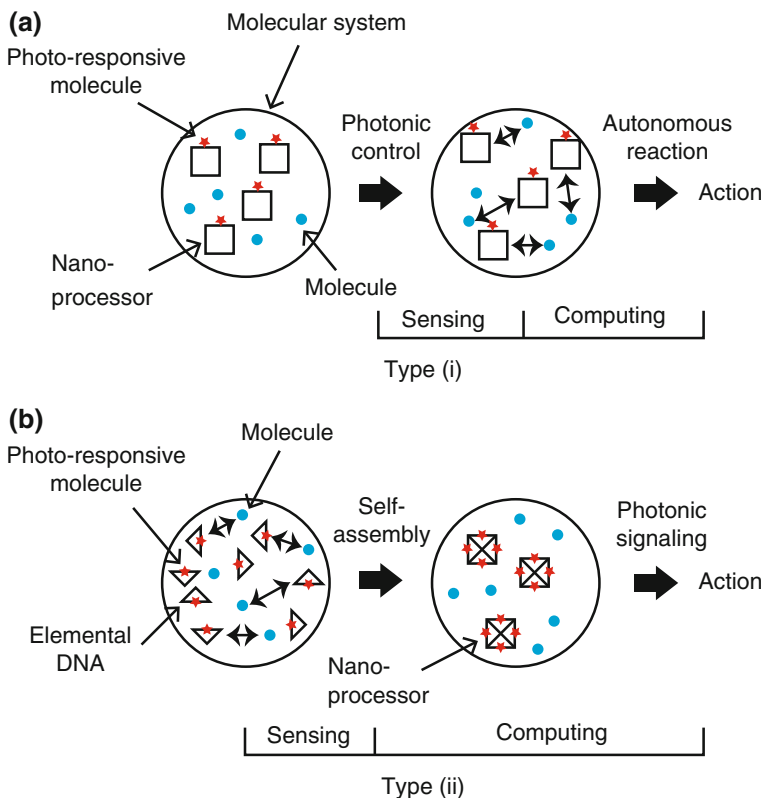 (a)
Molecular system
Photo-responsive
molecule
Photonic
control
Autonomous
reaction
Action
Nano-
processor
Molecule
Sensing
Computing
Type (i)
(b)
Molecule
Photo-responsive
molecule
Self-
assembly
Photonic
signaling
Action
Elemental
DNA
Nano-
processor
Sensing
Computing
Type (ii)